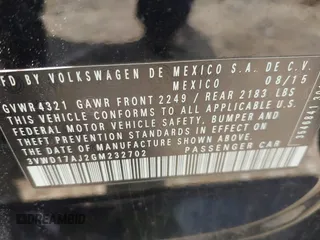 FD BY VOLKSWAGEN DE MEXICO S.A. DE C.V.
08/15
GVWR 4321 GAWR FRONT 2249 / REAR 2183 LBS
THIS VEHICLE CONFORMS TO ALL APPLICABLE
FEDERAL MOTOR VEHICLE SAFETY, BUMPER AND
THEFT PREVENTION STANDARDS IN EFFECT ON
THE DATE OF MANUFACTURE SHOWN ABOVE.
3VWD17AJ2GM232702 PASSENGER CAR
© DREAMBID.COM